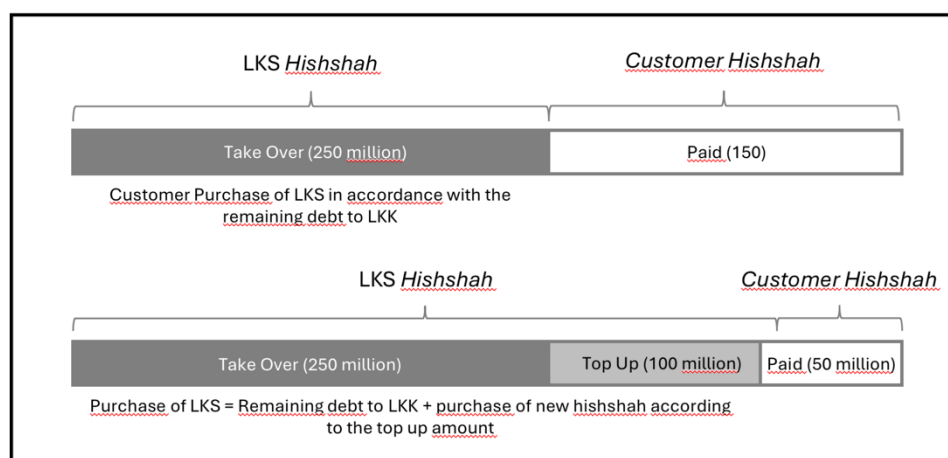 LKS Hishshah
Customer Hishshah
Take Over (250 million)
Paid (150)
Customer Purchase of LKS in accordance with the
remaining debt to LKK
LKS Hishshah
Customer Hishshah
Take Over (250 million)
Top Up (100 million)
Paid (50 million)
Purchase of LKS = Remaining debt to LKK + purchase of new hishshah according
to the top up amount